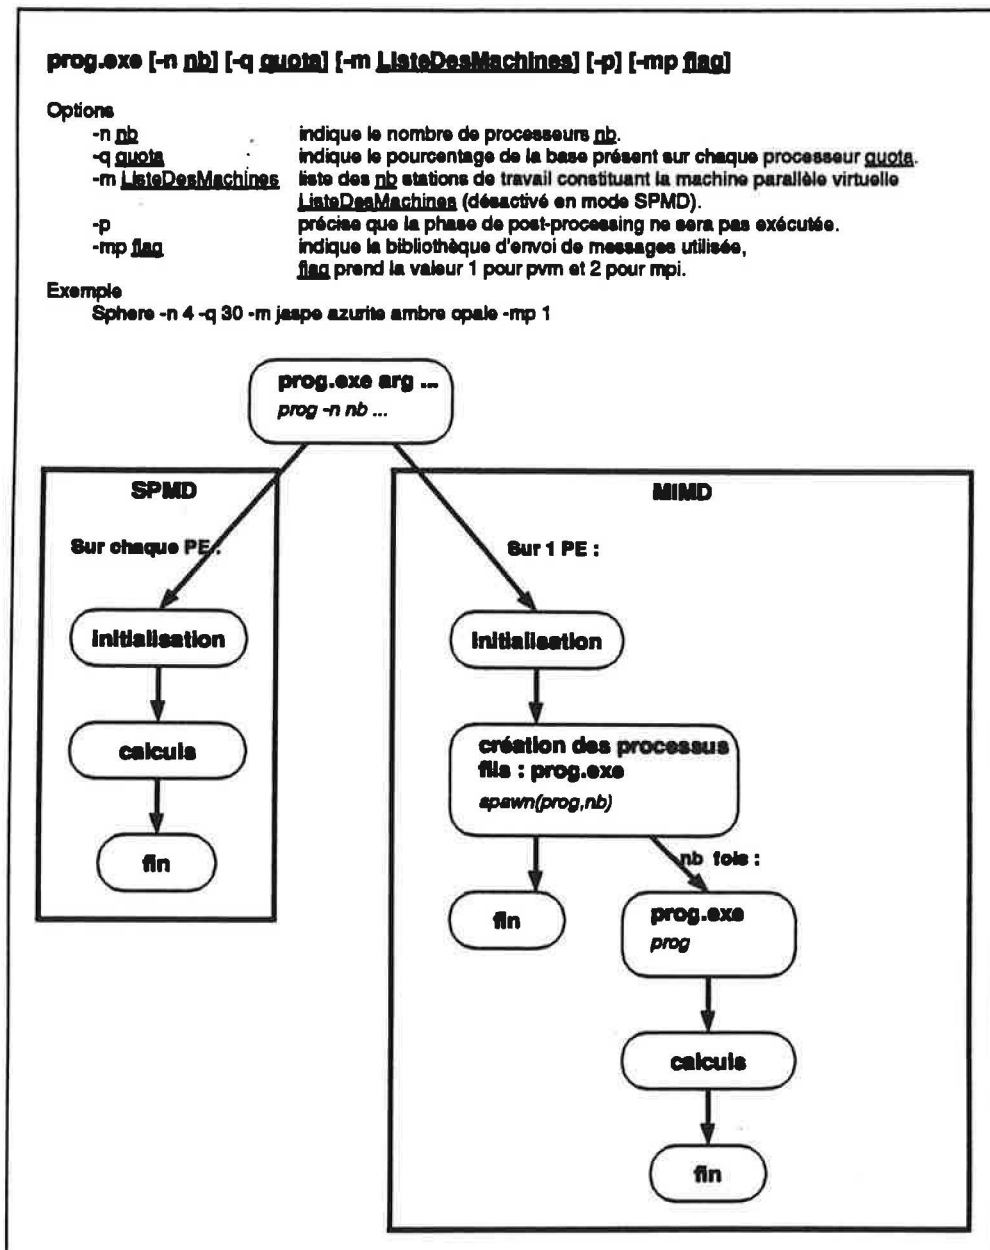 prog.exe [-n nb] [-q quota] [-m ListeDesMachines] [-p] [-mp flag]
Options
-n nb indique le nombre de processeurs nb.
-q quota indique le pourcentage de la base présent sur chaque processeur quota.
-m ListeDesMachines liste des nb stations de travail constituant la machine parallèle virtuelle
ListeDesMachines (désactivé en mode SPMD).
-p précise que la phase de post-processing ne sera pas exécutée.
-mp flag indique la bibliothèque d'envoi de messages utilisée,
flag prend la valeur 1 pour pvm et 2 pour mpi.
Exemple
Sphere -n 4 -q 30 -m jaspe azurite ambre opale -mp 1
prog.exe arg ...
prog -n nb ...
SPMD
Sur chaque PE :
initialisation
calculs
fin
MIMD
Sur 1 PE :
initialisation
création des processus
fils : prog.exe
spawn(prog,nb)
fin
nb fois :
prog.exe
prog
calculs
fin